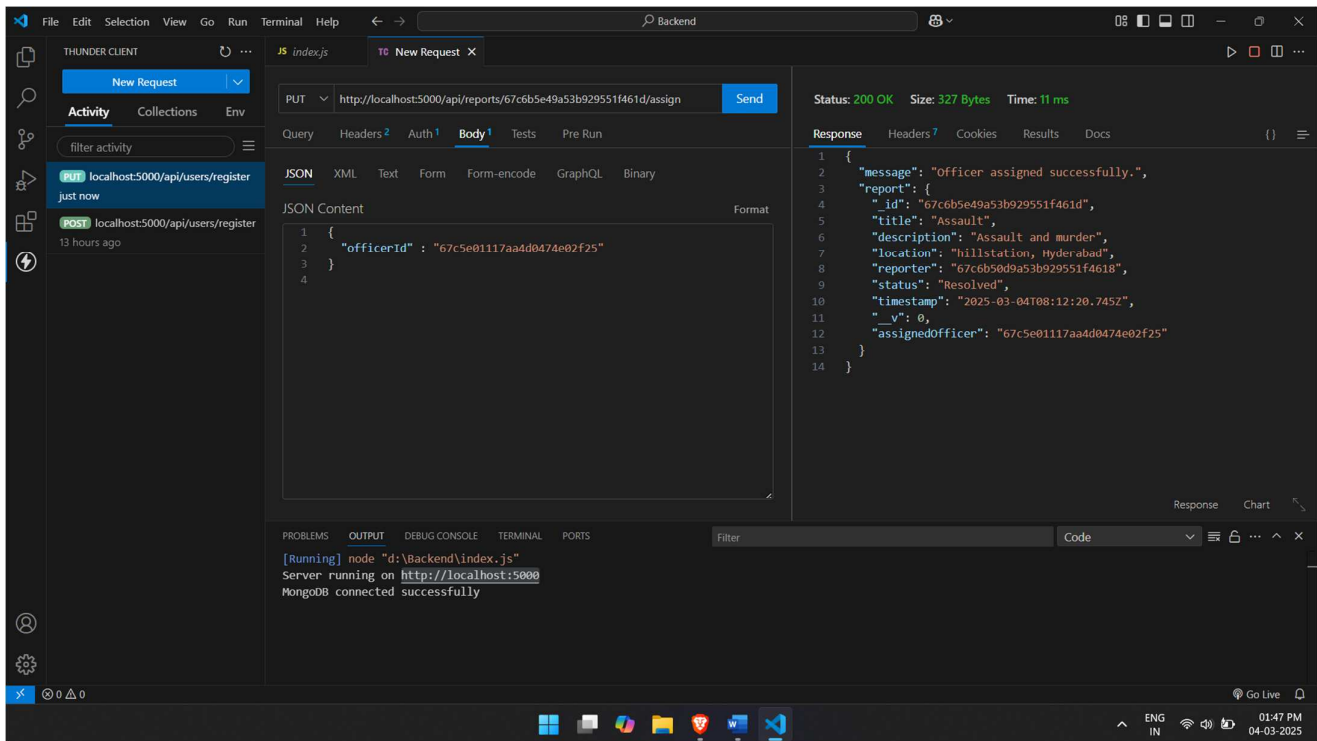 File Edit Selection View Go Run Terminal Help
Backend
THUNDER CLIENT
New Request
Activity Collections Env
filter activity
PUT localhost:5000/api/users/register
just now
POST localhost:5000/api/users/register
13 hours ago
JS index.js
TC New Request
PUT http://localhost:5000/api/reports/67c6b5e49a53b929551f461d/assign Send
Query Headers 2 Auth 1 Body 1 Tests Pre Run
JSON XML Text Form Form-encode GraphQL Binary
JSON Content Format
1 {
2 "officerId" : "67c5e01117aa4d0474e02f25"
3 }
4
Status: 200 OK Size: 327 Bytes Time: 11 ms
Response Headers 7 Cookies Results Docs {}
1 {
2 "message": "Officer assigned successfully.",
3 "report": {
4 "_id": "67c6b5e49a53b929551f461d",
5 "title": "Assault",
6 "description": "Assault and murder",
7 "location": "hillstation, Hyderabad",
8 "reporter": "67c6b50d9a53b929551f4618",
9 "status": "Resolved",
10 "timestamp": "2025-03-04T08:12:20.745Z",
11 "__v": 0,
12 "assignedOfficer": "67c5e01117aa4d0474e02f25"
13 }
14 }
Response Chart
PROBLEMS OUTPUT DEBUG CONSOLE TERMINAL PORTS Filter Code
[Running] node "d:\Backend\index.js"
Server running on http://localhost:5000
MongoDB connected successfully
0 0 Go Live
ENG
IN
01:47 PM
04-03-2025